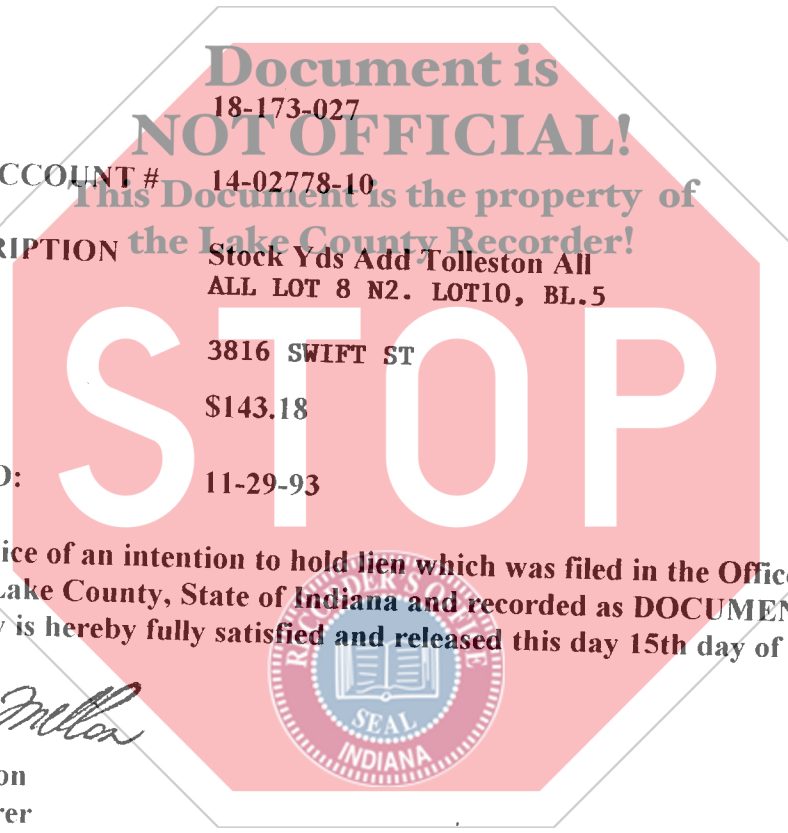 Document is
18-173-027
NOT OFFICIAL!
CCOUNT # 14-02778-10
This Document is the property of
the Lake County Recorder!
RIPTION Stock Yds Add Tolleston All
ALL LOT 8 N2. LOT10, BL.5
STOP
3816 SWIFT ST
$143.18
D: 11-29-93
ice of an intention to hold lien which was filed in the Office
Lake County, State of Indiana and recorded as DOCUMEN
y is hereby fully satisfied and released this day 15th day of
RECORDER'S OFFICE
SEAL
INDIANA
Mellon
on
rer